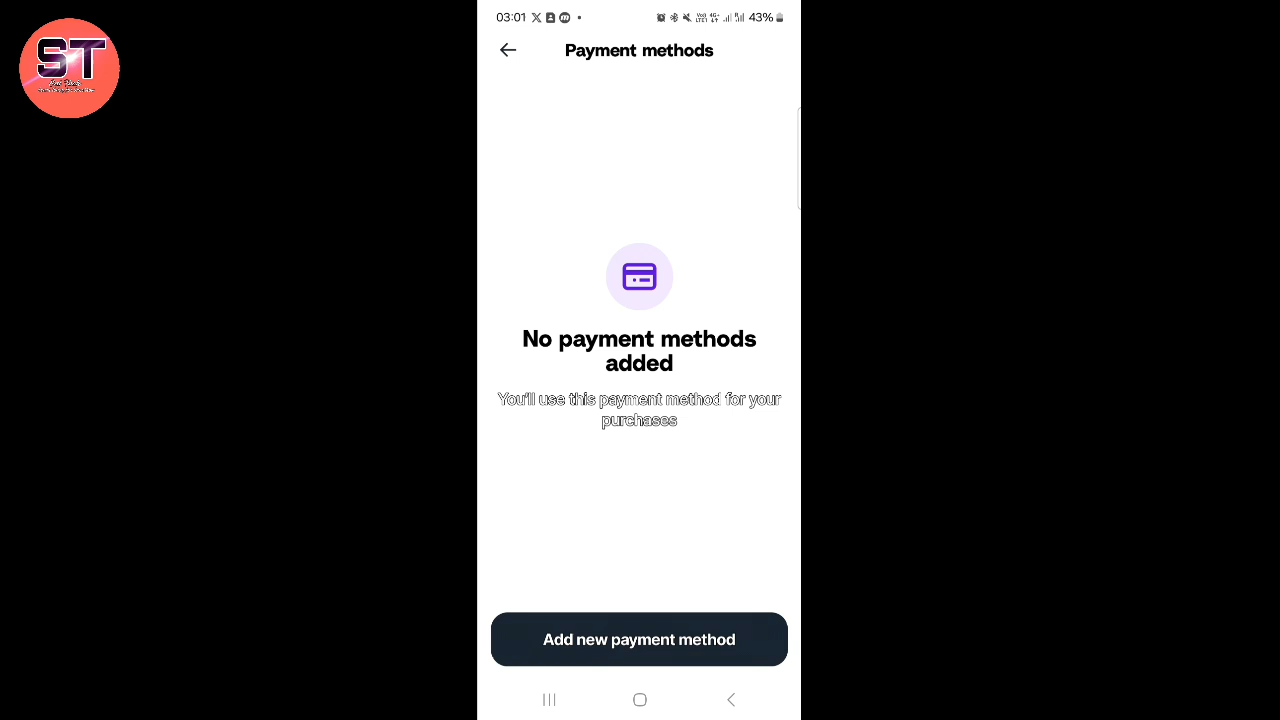 03:01
43%
ST
Payment methods
No payment methods
added
You'll use this payment method for your
purchases
Add new payment method